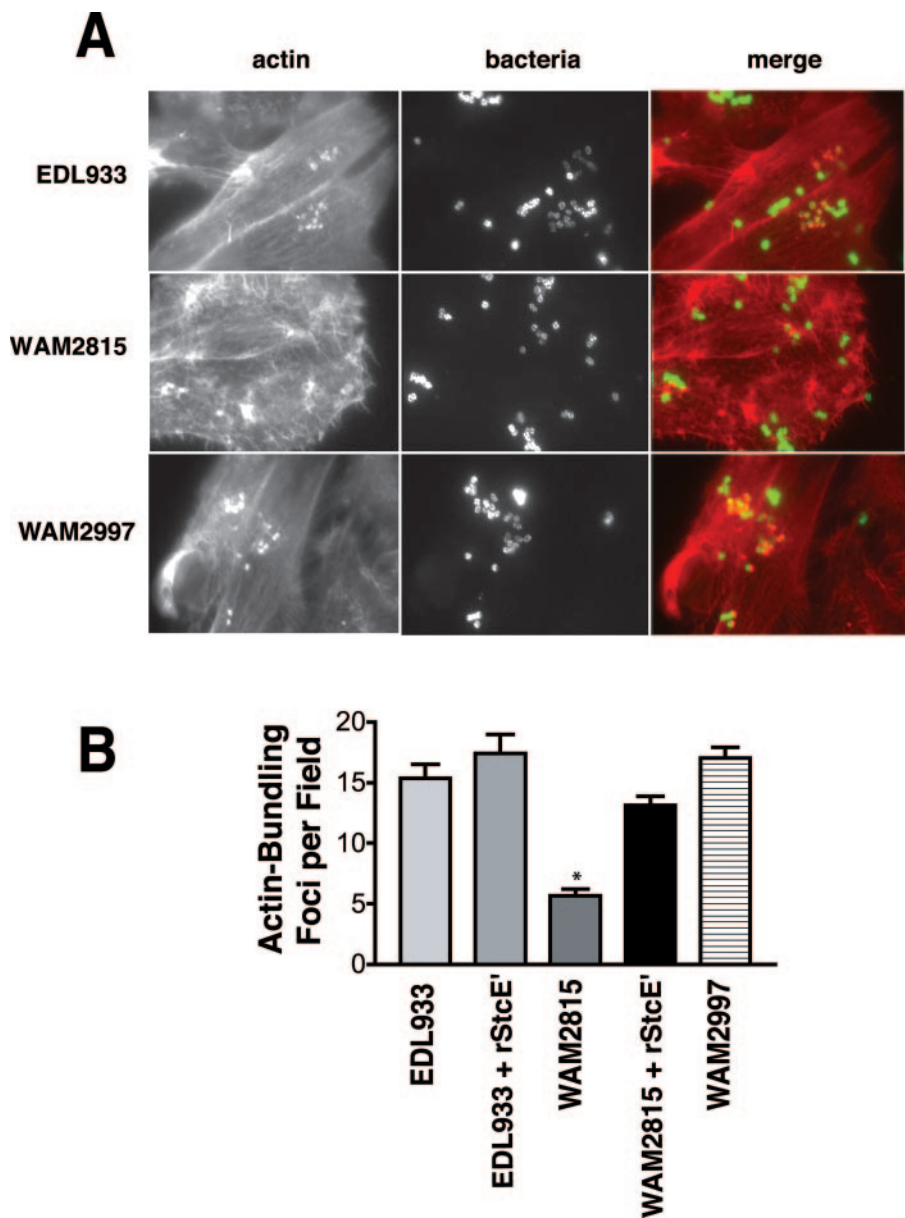 A
actin bacteria merge
EDL933
WAM2815
WAM2997
B
Actin-Bundling
Foci per Field
20
15
10
5
0
*
EDL933
EDL933 + rStcE'
WAM2815
WAM2815 + rStcE'
WAM2997